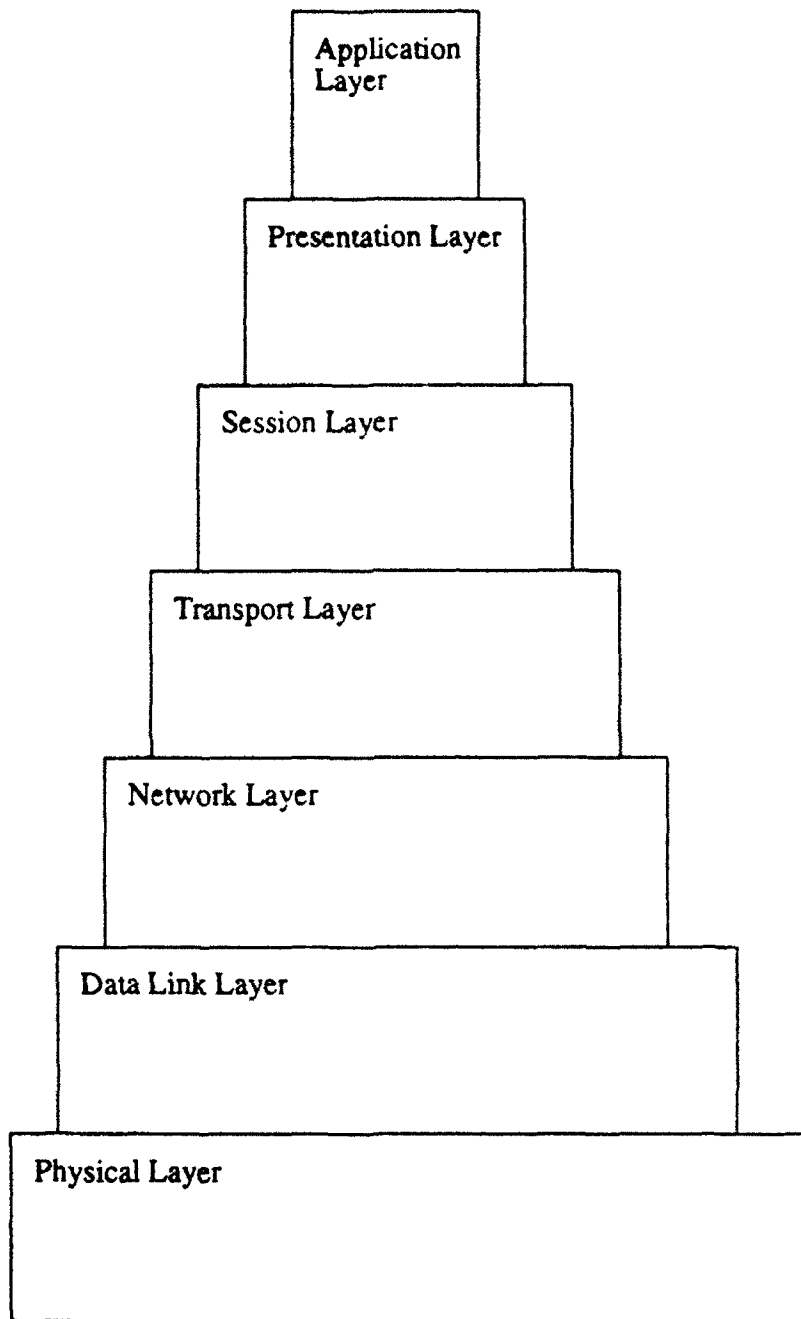 Application
Layer
Presentation Layer
Session Layer
Transport Layer
Network Layer
Data Link Layer
Physical Layer